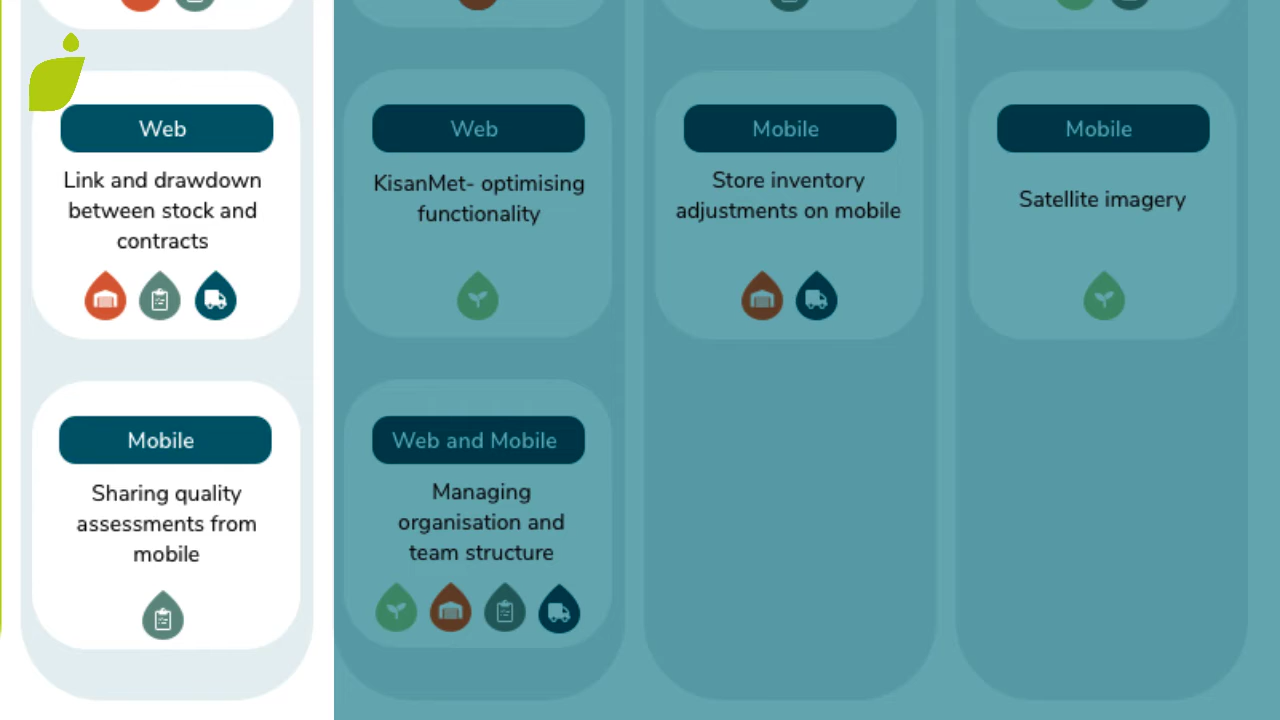 Web
Link and drawdown
between stock and
contracts
Web
KisanMet- optimising
functionality
Mobile
Store inventory
adjustments on mobile
Mobile
Satellite imagery
Mobile
Sharing quality
assessments from
mobile
Web and Mobile
Managing
organisation and
team structure